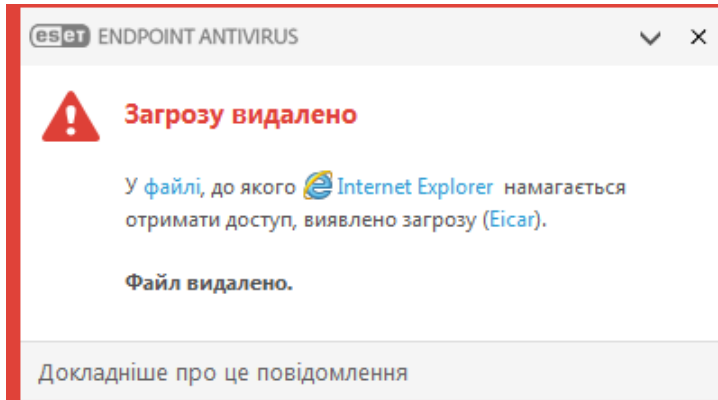 eset ENDPOINT ANTIVIRUS
Загрозу видалено
У файлі, до якого Internet Explorer намагається
отримати доступ, виявлено загрозу (Eicar).
Файл видалено.
Докладніше про це повідомлення